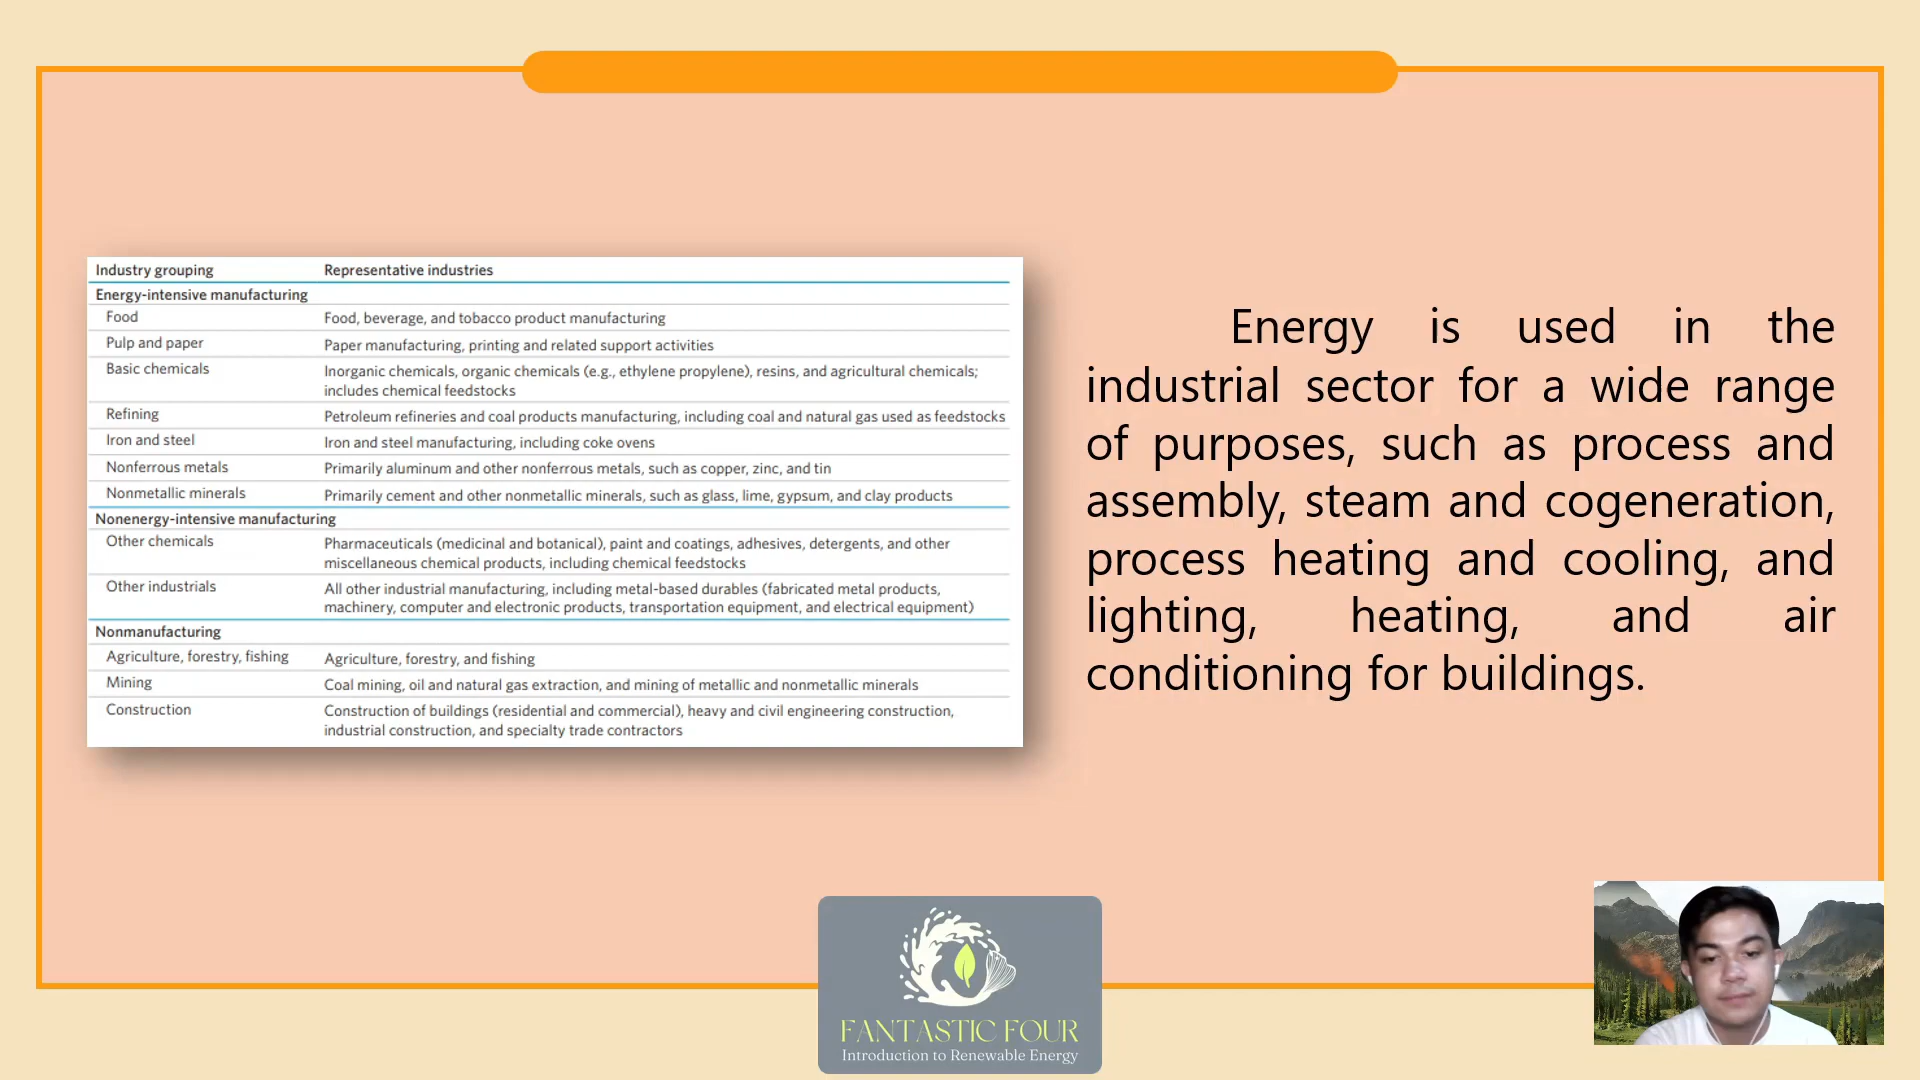 Industry grouping Representative industries
Energy-intensive manufacturing
Food Food, beverage, and tobacco product manufacturing
Pulp and paper Paper manufacturing, printing and related support activities
Basic chemicals Inorganic chemicals, organic chemicals (e.g., ethylene propylene), resins, and agricultural chemicals;
includes chemical feedstocks
Refining Petroleum refineries and coal products manufacturing, including coal and natural gas used as feedstocks
Iron and steel Iron and steel manufacturing, including coke ovens
Nonferrous metals Primarily aluminum and other nonferrous metals, such as copper, zinc, and tin
Nonmetallic minerals Primarily cement and other nonmetallic minerals, such as glass, lime, gypsum, and clay products
Nonenergy-intensive manufacturing
Other chemicals Pharmaceuticals (medicinal and botanical), paint and coatings, adhesives, detergents, and other
miscellaneous chemical products, including chemical feedstocks
Other industrials All other industrial manufacturing, including metal-based durables (fabricated metal products,
machinery, computer and electronic products, transportation equipment, and electrical equipment)
Nonmanufacturing
Agriculture, forestry, fishing Agriculture, forestry, and fishing
Mining Coal mining, oil and natural gas extraction, and mining of metallic and nonmetallic minerals
Construction Construction of buildings (residential and commercial), heavy and civil engineering construction,
industrial construction, and specialty trade contractors
Energy is used in the
industrial sector for a wide range
of purposes, such as process and
assembly, steam and cogeneration,
process heating and cooling, and
lighting, heating, and air
conditioning for buildings.
FANTASTIC FOUR
Introduction to Renewable Energy